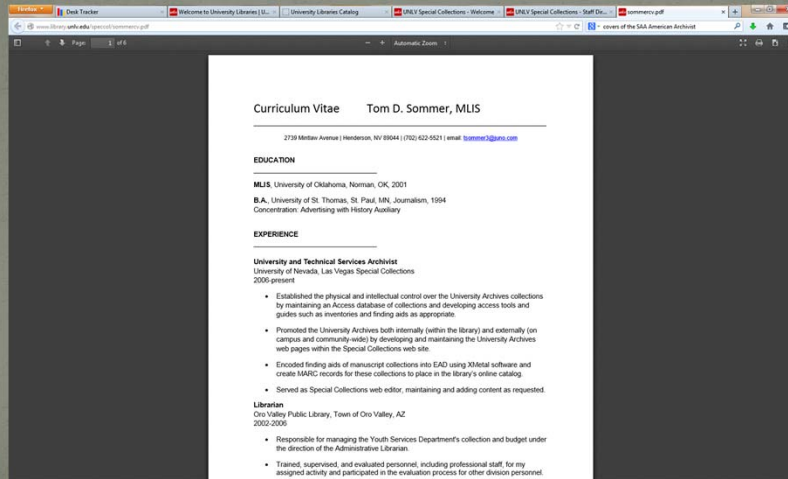 Firefox
Desk Tracker
Welcome to University Libraries | U...
University Libraries Catalog
UNLV Special Collections - Welcome
UNLV Special Collections - Staff Dir...
sommercv.pdf
www.library.unlv.edu/speccol/sommercv.pdf
covers of the SAA American Archivist
Page: 1 of 6
Automatic Zoom
Curriculum Vitae Tom D. Sommer, MLIS
2739 Mintlaw Avenue | Henderson, NV 89044 | (702) 622-5521 | email: tsommer3@juno.com
EDUCATION
MLIS, University of Oklahoma, Norman, OK, 2001
B.A., University of St. Thomas, St. Paul, MN, Journalism, 1994
Concentration: Advertising with History Auxiliary
EXPERIENCE
University and Technical Services Archivist
University of Nevada, Las Vegas Special Collections
2006-present
• Established the physical and intellectual control over the University Archives collections
by maintaining an Access database of collections and developing access tools and
guides such as inventories and finding aids as appropriate.
• Promoted the University Archives both internally (within the library) and externally (on
campus and community-wide) by developing and maintaining the University Archives
web pages within the Special Collections web site.
• Encoded finding aids of manuscript collections into EAD using XMetal software and
create MARC records for these collections to place in the library's online catalog.
• Served as Special Collections web editor, maintaining and adding content as requested.
Librarian
Oro Valley Public Library, Town of Oro Valley, AZ
2002-2006
• Responsible for managing the Youth Services Department's collection and budget under
the direction of the Administrative Librarian.
• Trained, supervised, and evaluated personnel, including professional staff, for my
assigned activity and participated in the evaluation process for other division personnel.